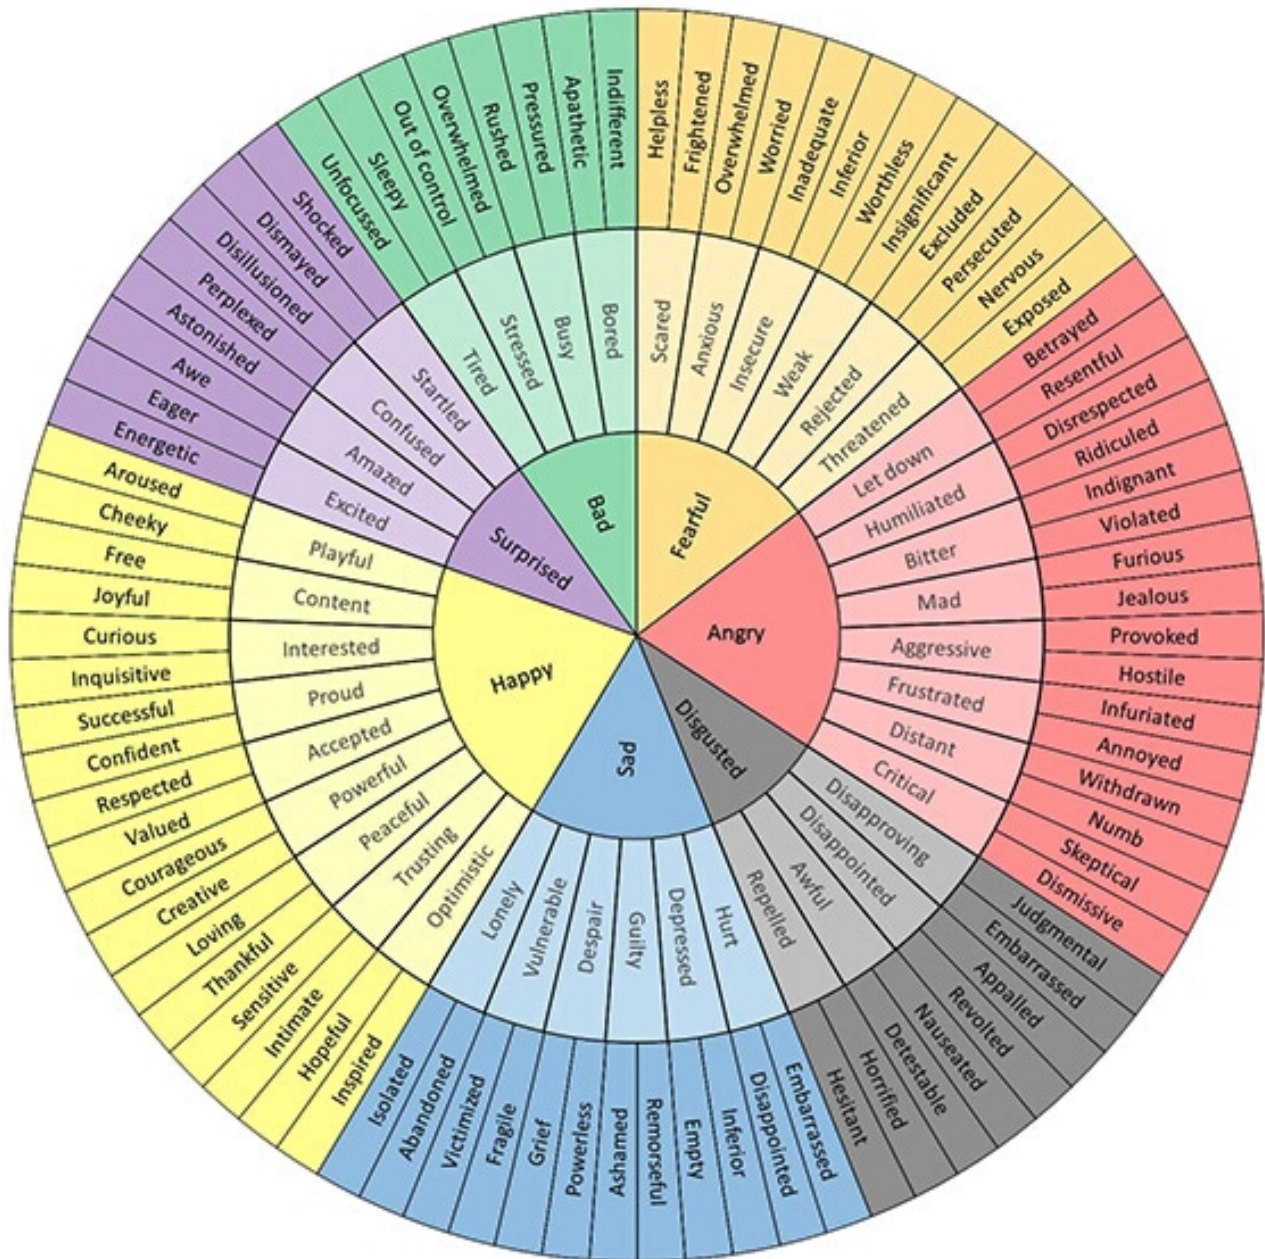 Fearful
Angry
Disgusted
Sad
Happy
Surprised
Bad
Scared
Anxious
Insecure
Weak
Rejected
Threatened
Let down
Humiliated
Bitter
Mad
Aggressive
Frustrated
Distant
Critical
Disapproving
Disappointed
Awful
Repelled
Hurt
Depressed
Guilty
Despair
Vulnerable
Lonely
Optimistic
Trusting
Peaceful
Powerful
Accepted
Proud
Interested
Content
Playful
Excited
Amazed
Confused
Startled
Tired
Stressed
Busy
Bored
Helpless
Frightened
Overwhelmed
Worried
Inadequate
Inferior
Worthless
Insignificant
Excluded
Persecuted
Nervous
Exposed
Betrayed
Resentful
Disrespected
Ridiculed
Indignant
Violated
Furious
Jealous
Provoked
Hostile
Infuriated
Annoyed
Withdrawn
Numb
Skeptical
Dismissive
Judgmental
Embarrassed
Appalled
Revolted
Nauseated
Detestable
Horrified
Hesitant
Embarrassed
Disappointed
Inferior
Empty
Remorseful
Ashamed
Powerless
Grief
Fragile
Victimized
Abandoned
Isolated
Inspired
Hopeful
Intimate
Sensitive
Thankful
Loving
Creative
Courageous
Valued
Respected
Confident
Successful
Inquisitive
Curious
Joyful
Free
Cheeky
Aroused
Energetic
Eager
Awe
Astonished
Perplexed
Disillusioned
Dismayed
Shocked
Unfocussed
Sleepy
Out of control
Overwhelmed
Rushed
Pressured
Apathetic
Indifferent